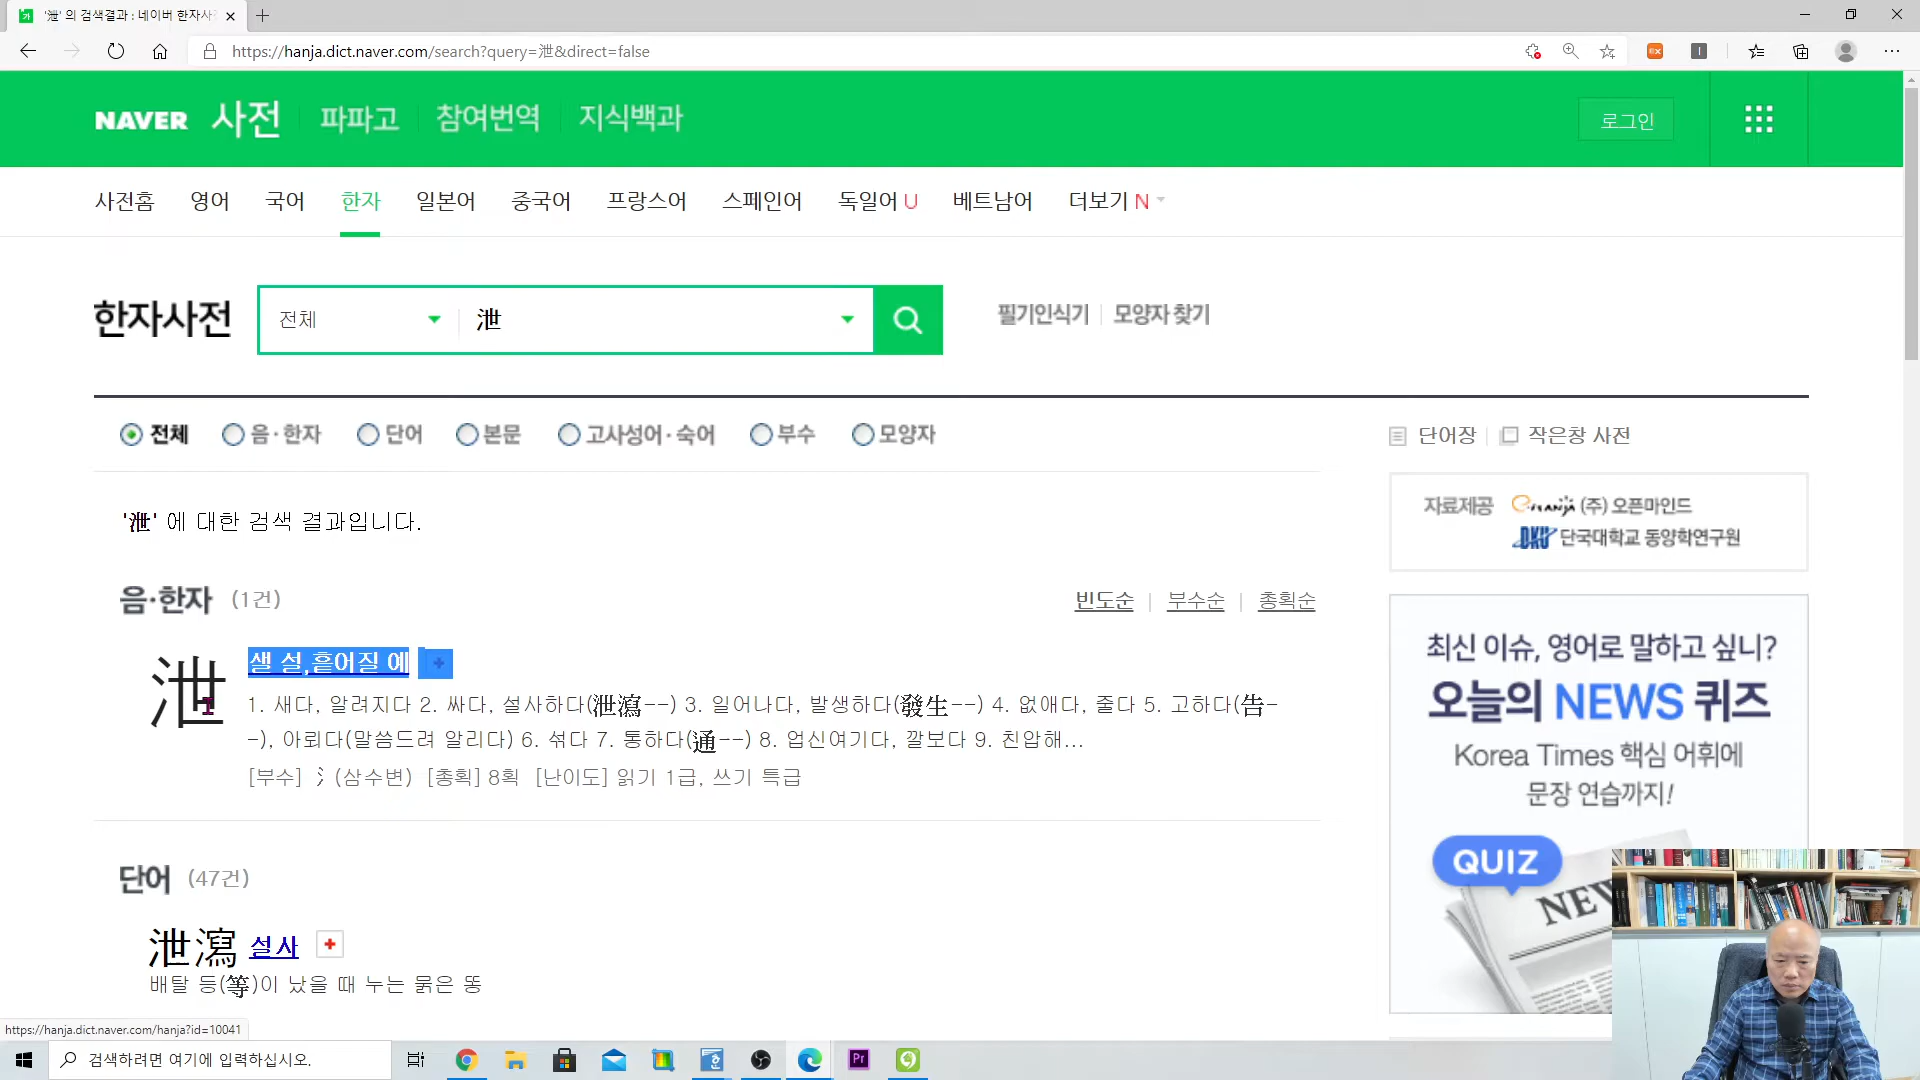 '泄' 의 검색결과 : 네이버 한자사전
https://hanja.dict.naver.com/search?query=泄&direct=false
NAVER 사전 파파고 참여번역 지식백과 로그인
사전홈 영어 국어 한자 일본어 중국어 프랑스어 스페인어 독일어 U 베트남어 더보기 N
한자사전 전체 泄 필기인식기 모양자 찾기
전체 음·한자 단어 본문 고사성어·숙어 부수 모양자
단어장 작은창 사전
자료제공 e-hanja (주) 오픈마인드
DKU 단국대학교 동양학연구원
'泄' 에 대한 검색 결과입니다.
음·한자 (1건) 빈도순 부수순 총획순
泄 샐 설,흩어질 예
1. 새다, 알려지다 2. 싸다, 설사하다(泄瀉--) 3. 일어나다, 발생하다(發生--) 4. 없애다, 줄다 5. 고하다(告-
-), 아뢰다(말씀드려 알리다) 6. 섞다 7. 통하다(通--) 8. 업신여기다, 깔보다 9. 친압해...
[부수] 氵(삼수변) [총획] 8획 [난이도] 읽기 1급, 쓰기 특급
단어 (47건)
泄瀉 설사
배탈 등(等)이 났을 때 누는 묽은 똥
최신 이슈, 영어로 말하고 싶니?
오늘의 NEWS 퀴즈
Korea Times 핵심 어휘에
문장 연습까지!
QUIZ
NEW
https://hanja.dict.naver.com/hanja?id=10041
검색하려면 여기에 입력하십시오.
Pr